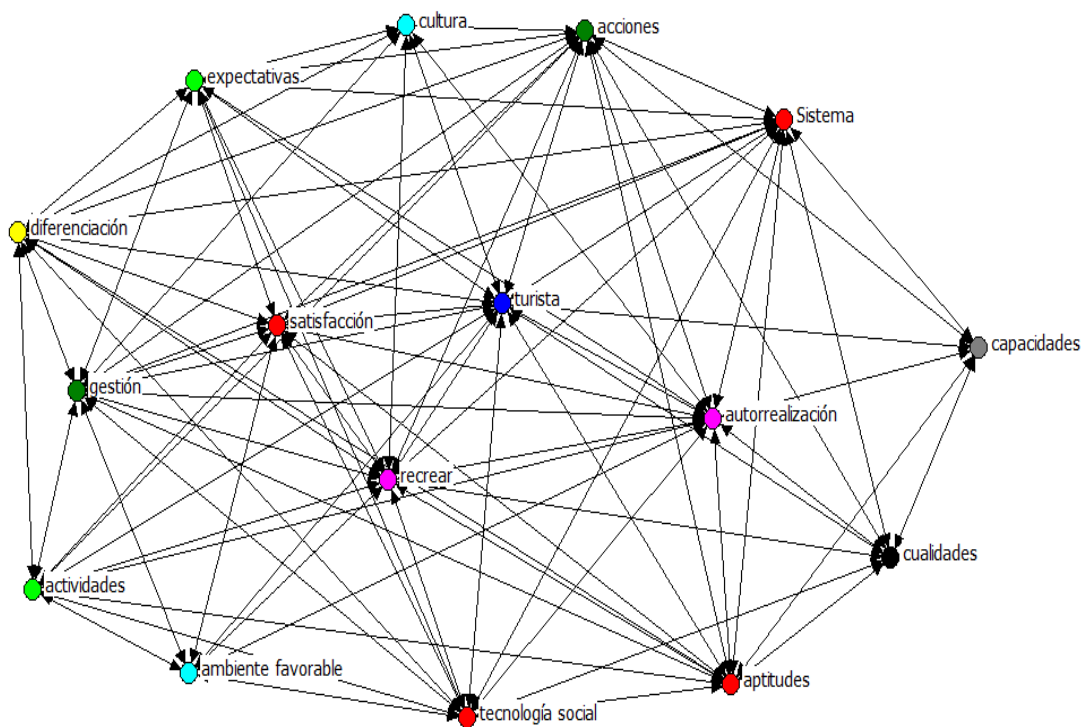 cultura
acciones
expectativas
Sistema
diferenciación
turista
satisfacción
capacidades
gestión
autorrealización
recrear
cualidades
actividades
ambiente favorable
aptitudes
tecnología social